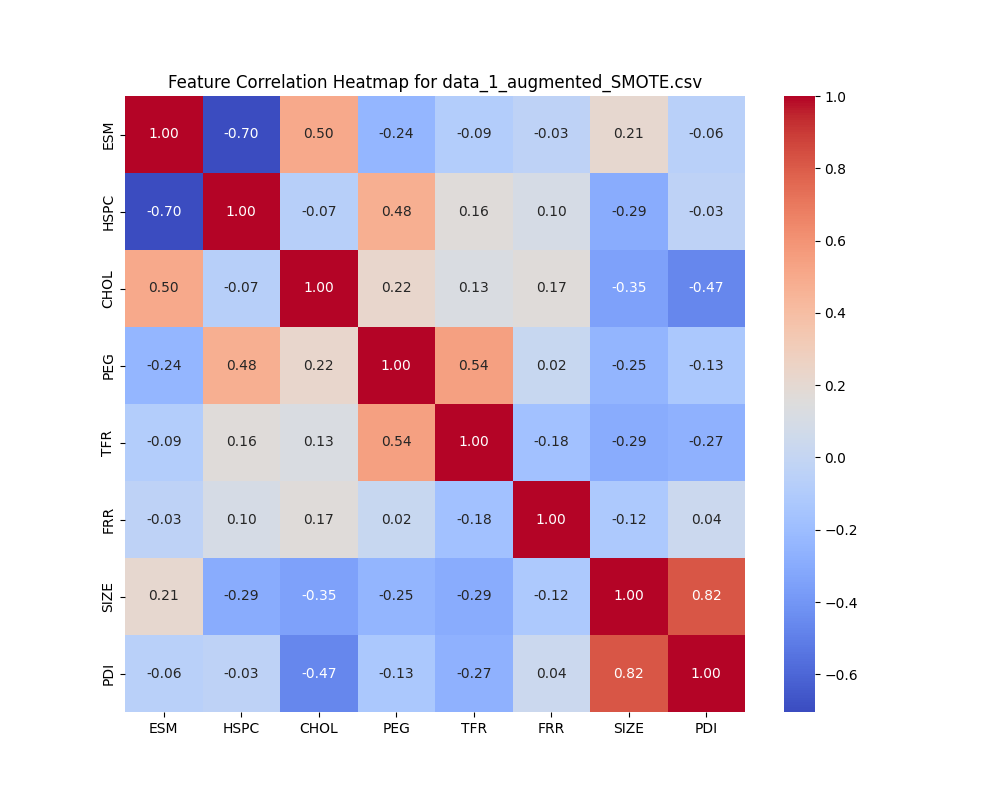 Feature Correlation Heatmap for data_1_augmented_SMOTE.csv
ESM 1.00 -0.70 0.50 -0.24 -0.09 -0.03 0.21 -0.06
HSPC -0.70 1.00 -0.07 0.48 0.16 0.10 -0.29 -0.03
CHOL 0.50 -0.07 1.00 0.22 0.13 0.17 -0.35 -0.47
PEG -0.24 0.48 0.22 1.00 0.54 0.02 -0.25 -0.13
TFR -0.09 0.16 0.13 0.54 1.00 -0.18 -0.29 -0.27
FRR -0.03 0.10 0.17 0.02 -0.18 1.00 -0.12 0.04
SIZE 0.21 -0.29 -0.35 -0.25 -0.29 -0.12 1.00 0.82
PDI -0.06 -0.03 -0.47 -0.13 -0.27 0.04 0.82 1.00
ESM HSPC CHOL PEG TFR FRR SIZE PDI
1.0
0.8
0.6
0.4
0.2
0.0
−0.2
−0.4
−0.6